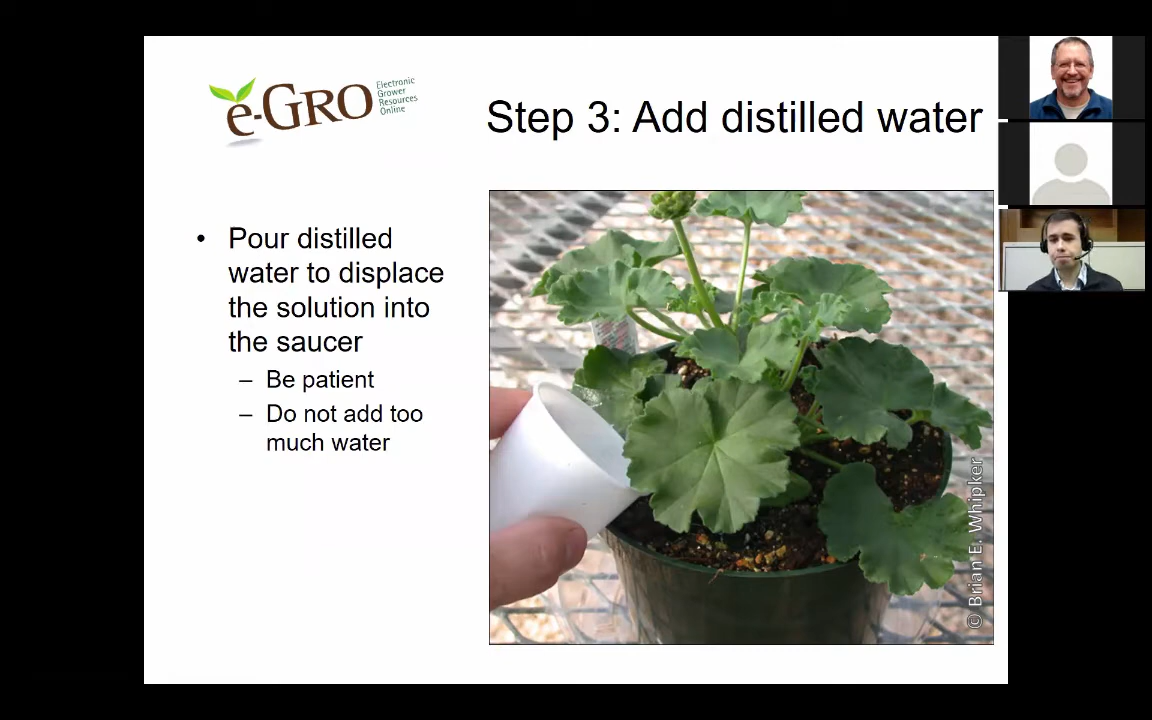 e-GRO
Electronic
Grower
Resources
Online
Step 3: Add distilled water
• Pour distilled
water to displace
the solution into
the saucer
– Be patient
– Do not add too
much water
© Brian E. Whipker